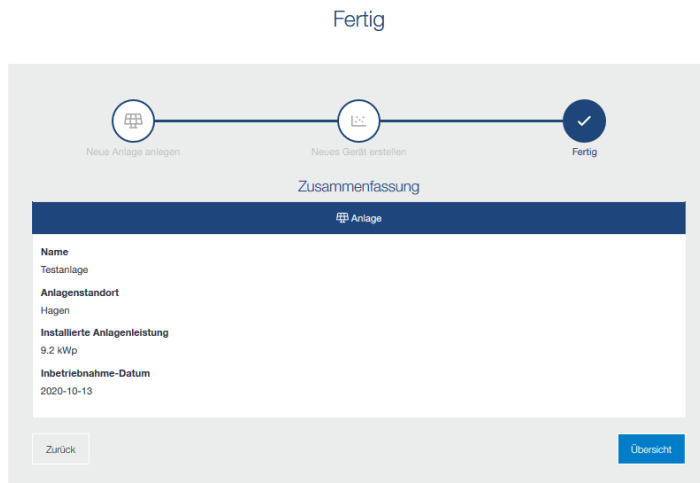 Fertig
Neue Anlage anlegen
Neues Gerät erstellen
Fertig
Zusammenfassung
Anlage
Name
Testanlage
Anlagenstandort
Hagen
Installierte Anlagenleistung
9.2 kWp
Inbetriebnahme-Datum
2020-10-13
Zurück
Übersicht